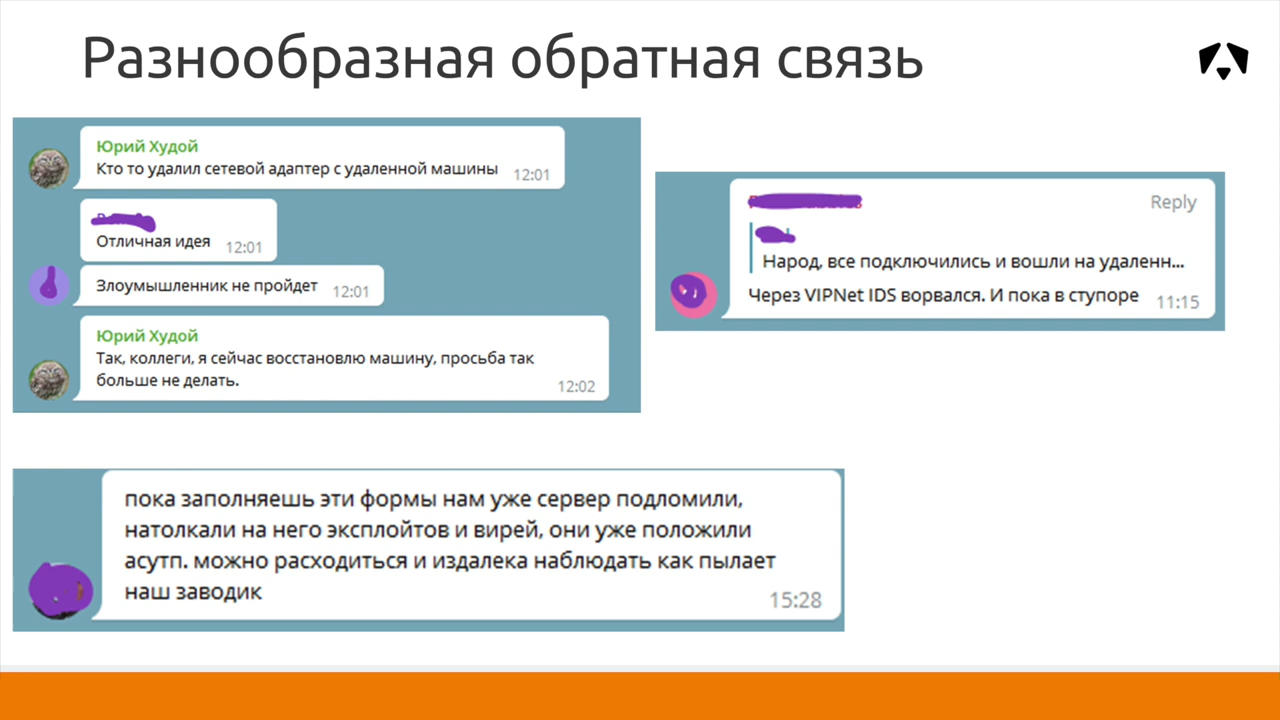 Разнообразная обратная связь
Юрий Худой
Кто то удалил сетевой адаптер с удаленной машины 12:01
Отличная идея 12:01
Злоумышленник не пройдет 12:01
Юрий Худой
Так, коллеги, я сейчас восстановлю машину, просьба так
больше не делать. 12:02
Reply
Народ, все подключились и вошли на удаленн...
Через VIPNet IDS ворвался. И пока в ступоре 11:15
пока заполняешь эти формы нам уже сервер подломили,
натолкали на него эксплойтов и вирей, они уже положили
асутп. можно расходиться и издалека наблюдать как пылает
наш заводик 15:28